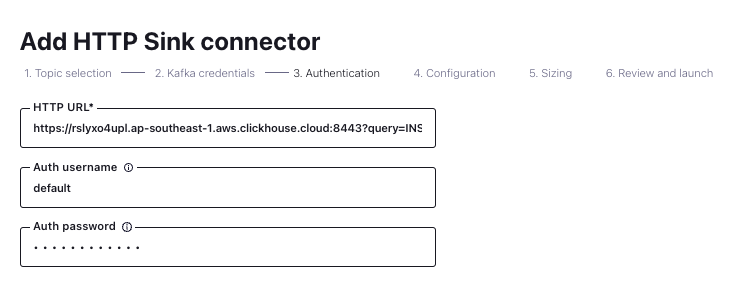 Add HTTP Sink connector
1. Topic selection 2. Kafka credentials 3. Authentication 4. Configuration 5. Sizing 6. Review and launch
HTTP URL*
https://rslyxo4upl.ap-southeast-1.aws.clickhouse.cloud:8443?query=INS
Auth username
default
Auth password
• • • • • • • • • • • •